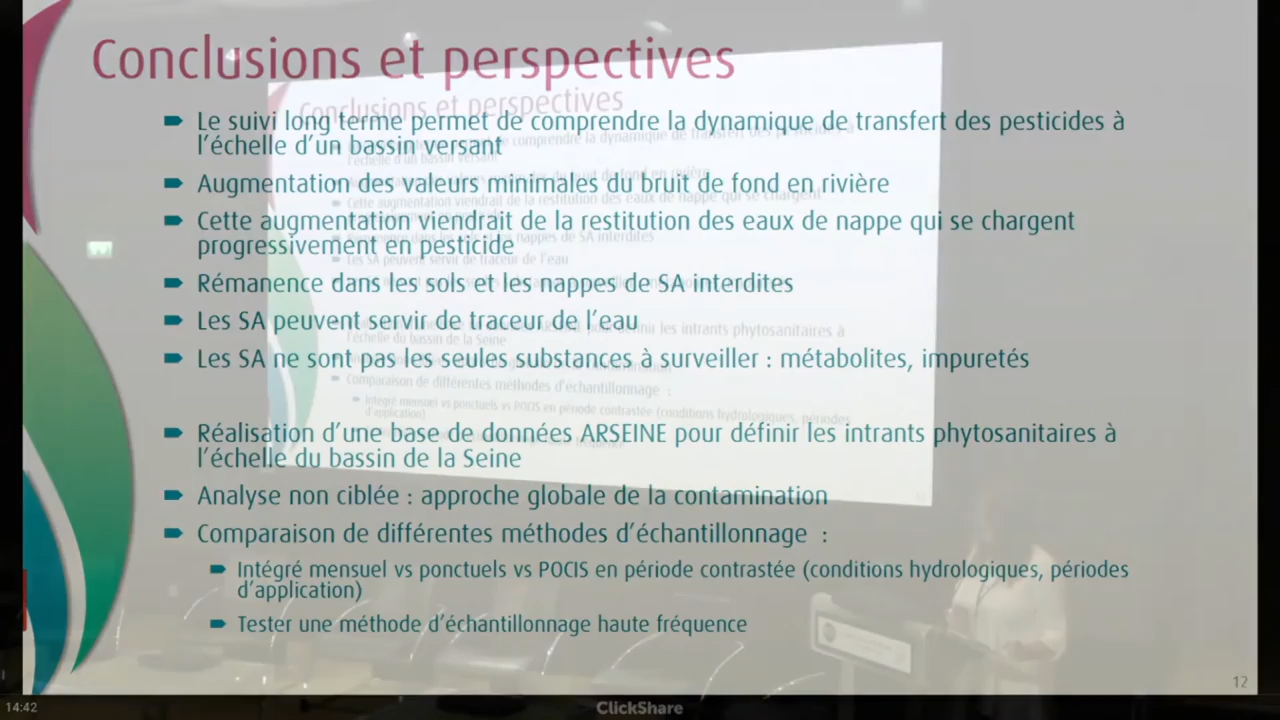 Conclusions et perspectives
Le suivi long terme permet de comprendre la dynamique de transfert des pesticides à
l'échelle d'un bassin versant
Augmentation des valeurs minimales du bruit de fond en rivière
Cette augmentation viendrait de la restitution des eaux de nappe qui se chargent
progressivement en pesticide
Rémanence dans les sols et les nappes de SA interdites
Les SA peuvent servir de traceur de l'eau
Les SA ne sont pas les seules substances à surveiller : métabolites, impuretés
Réalisation d'une base de données ARSEINE pour définir les intrants phytosanitaires à
l'échelle du bassin de la Seine
Analyse non ciblée : approche globale de la contamination
Comparaison de différentes méthodes d'échantillonnage :
Intégré mensuel vs ponctuels vs POCIS en période contrastée (conditions hydrologiques, périodes
d'application)
Tester une méthode d'échantillonnage haute fréquence
12
14:42
ClickShare